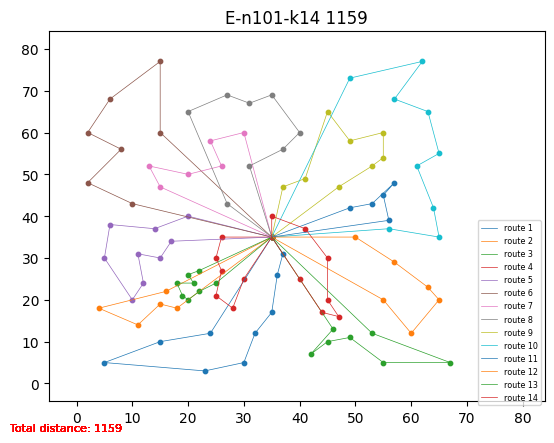 E-n101-k14 1159
80
70
60
50
40
30
20
10
0
route 1
route 2
route 3
route 4
route 5
route 6
route 7
route 8
route 9
route 10
route 11
route 12
route 13
route 14
0 10 20 30 40 50 60 70 80
Total distance: 1159